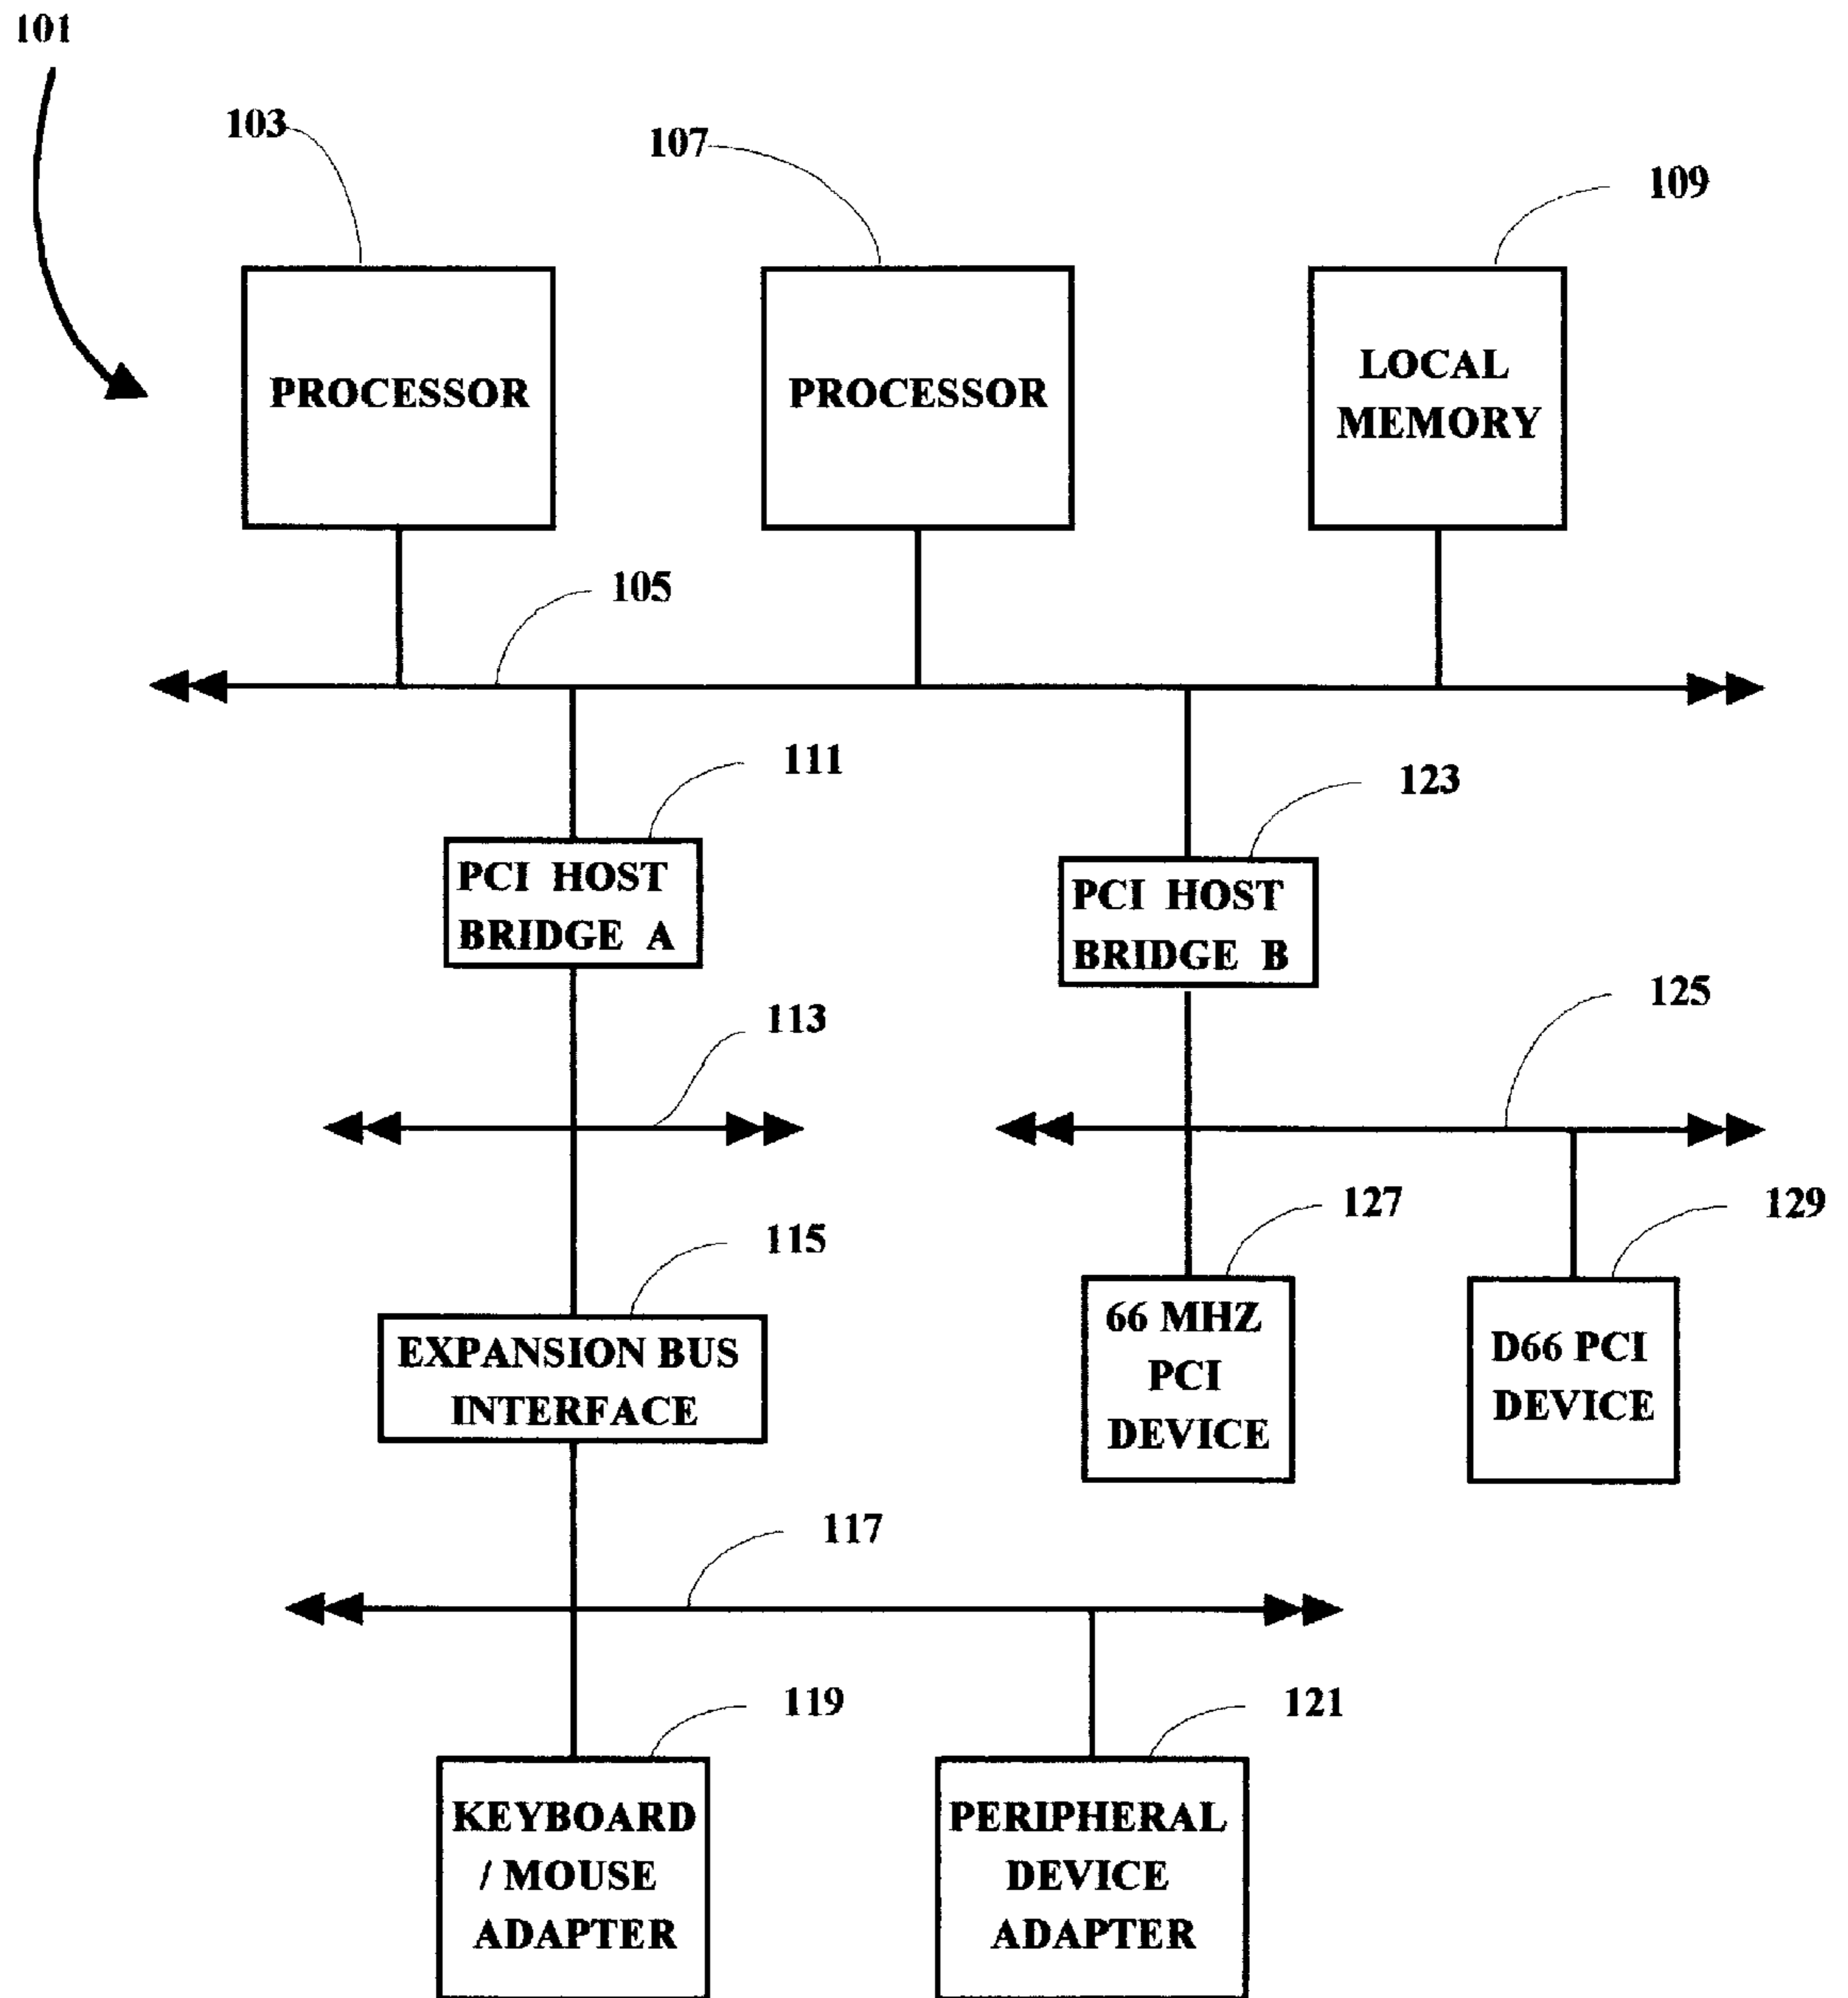 101
103
107
109
PROCESSOR
PROCESSOR
LOCAL
MEMORY
105
111
123
PCI HOST
BRIDGE A
PCI HOST
BRIDGE B
113
125
115
127
129
EXPANSION BUS
INTERFACE
66 MHZ
PCI
DEVICE
D66 PCI
DEVICE
117
119
121
KEYBOARD
/ MOUSE
ADAPTER
PERIPHERAL
DEVICE
ADAPTER